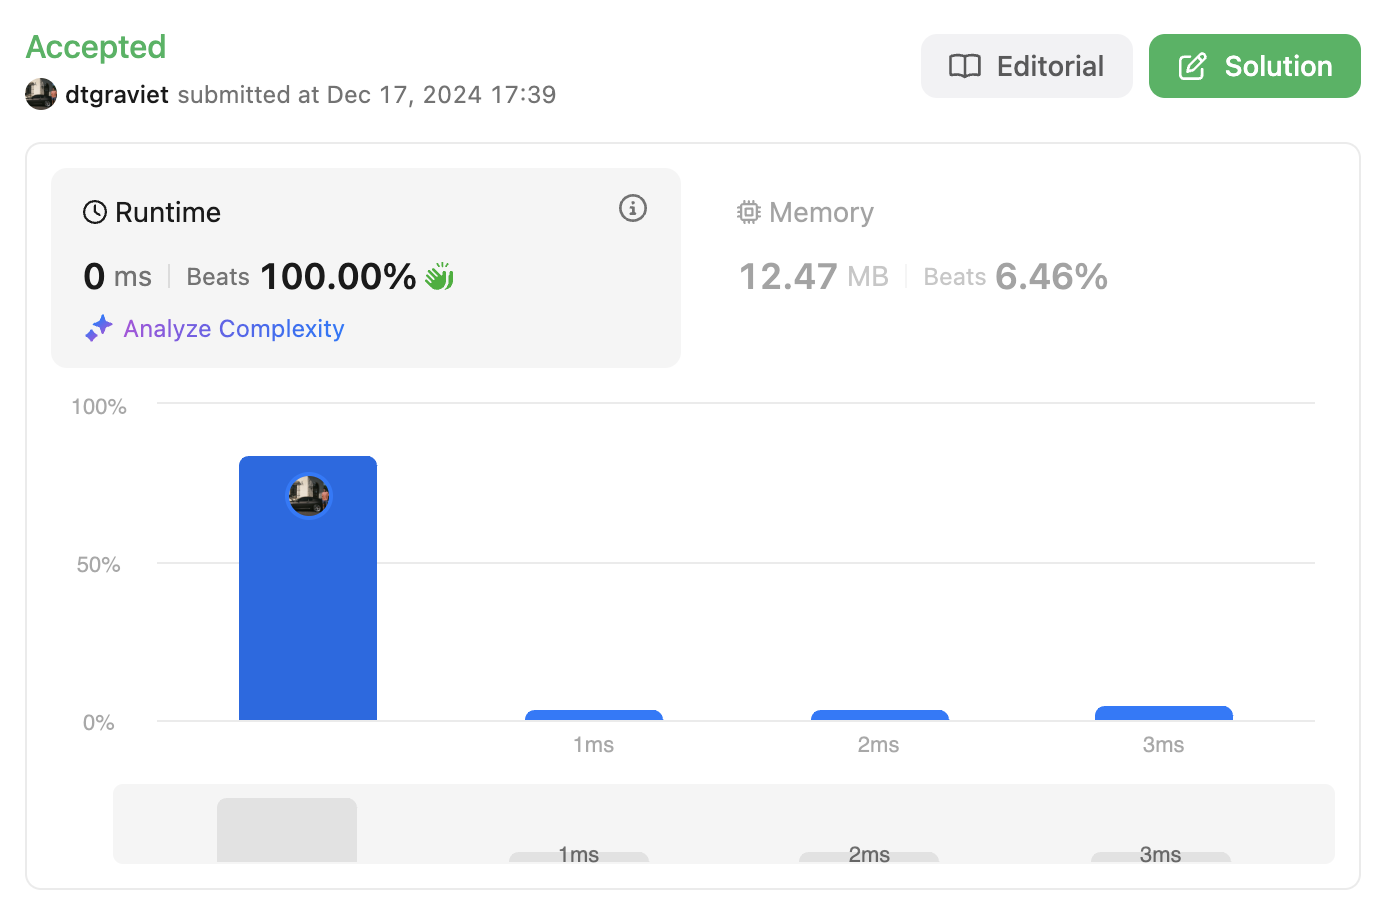 Accepted
dtgraviet submitted at Dec 17, 2024 17:39
Editorial
Solution
Runtime
0 ms Beats 100.00%
Analyze Complexity
Memory
12.47 MB Beats 6.46%
100%
50%
0%
1ms 2ms 3ms
1ms 2ms 3ms